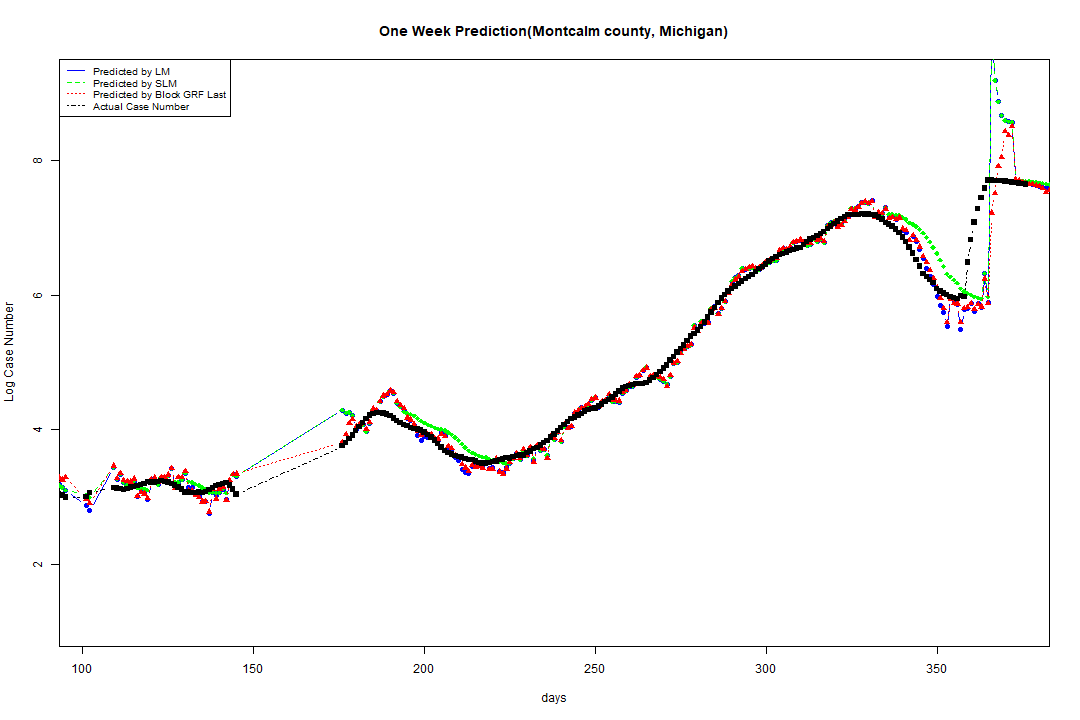 One Week Prediction(Montcalm county, Michigan)
Predicted by LM
Predicted by SLM
Predicted by Block GRF Last
Actual Case Number
8
6
4
2
Log Case Number
100 150 200 250 300 350
days